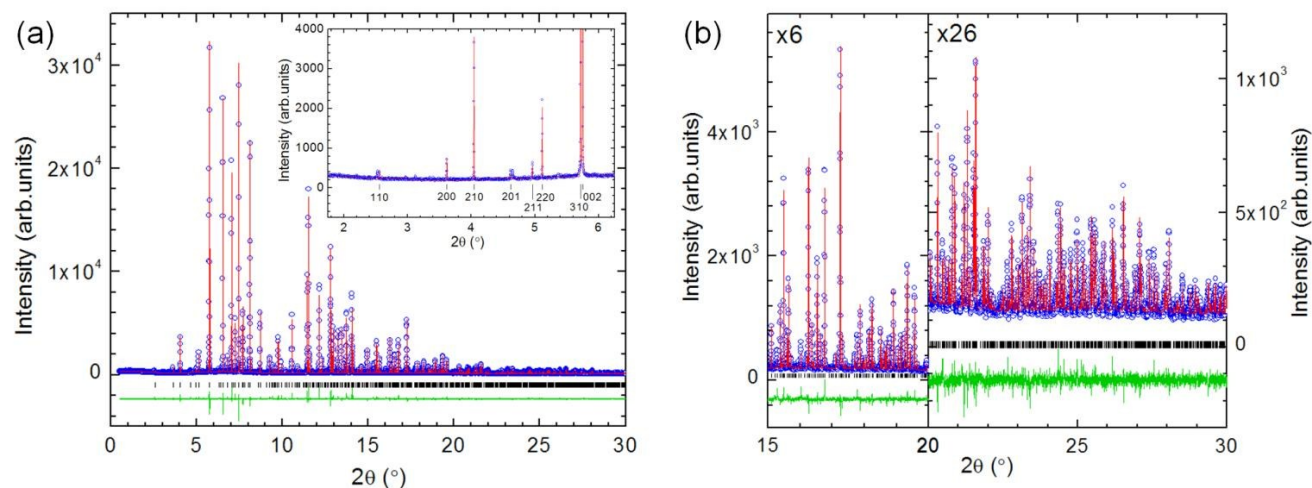 (a)
Intensity (arb.units)
3x10⁴
2x10⁴
1x10⁴
0
0 5 10 15 20 25 30
2θ (°)
Intensity (arb.units)
4000
3000
2000
1000
0
110 200 210 201 220 002
211 310
2 3 4 5 6
2θ (°)
(b)
x6 x26
Intensity (arb.units)
4x10³
2x10³
0
1x10³
5x10²
0
Intensity (arb.units)
15 20 25 30
2θ (°)